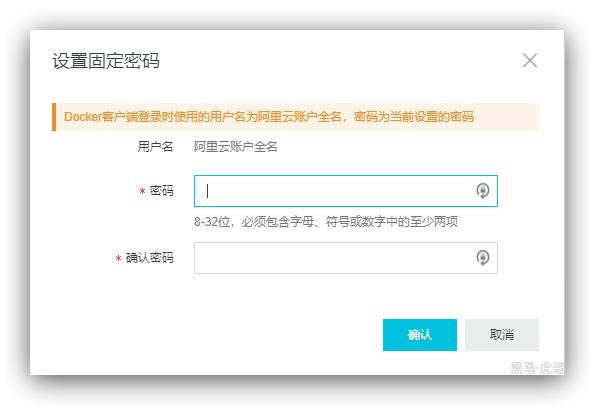 设置固定密码
Docker客户端登录时使用的用户名为阿里云账户全名，密码为当前设置的密码
用户名 阿里云账户全名
* 密码
8-32位，必须包含字母、符号或数字中的至少两项
* 确认密码
确认 取消
黑马·虎哥